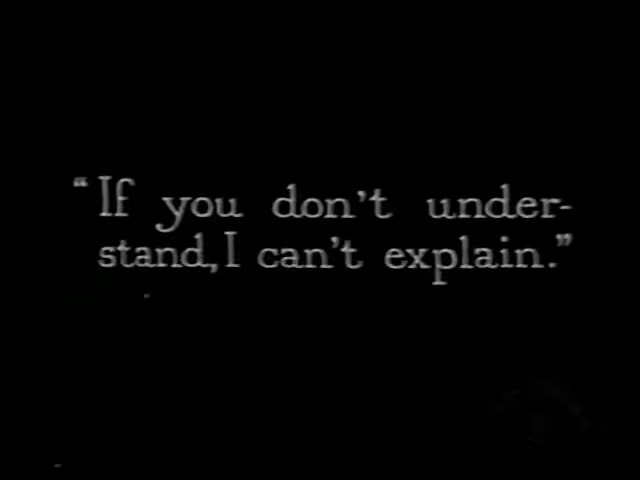 “If you don't under-
stand, I can't explain.”